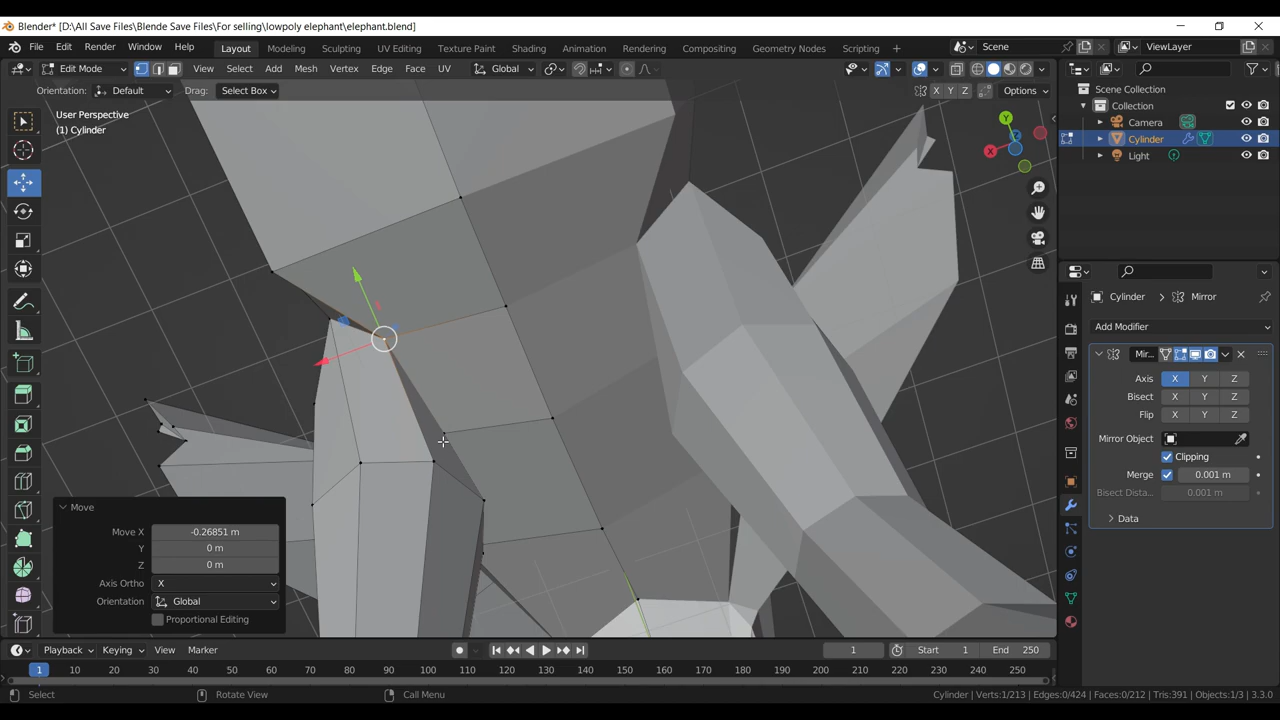 Blender* [D:\All Save Files\Blende Save Files\For selling\lowpoly elephant\elephant.blend]
File Edit Render Window Help Layout Modeling Sculpting UV Editing Texture Paint Shading Animation Rendering Compositing Geometry Nodes Scripting + Scene ViewLayer
Edit Mode View Select Add Mesh Vertex Edge Face UV Global
Orientation: Default Drag: Select Box X Y Z Options
User Perspective
(1) Cylinder
Y
X
Scene Collection
Collection
Camera
Cylinder
Light
Cylinder Mirror
Add Modifier
Mir...
Axis X Y Z
Bisect X Y Z
Flip X Y Z
Mirror Object
Clipping
Merge 0.001 m
Bisect Dista... 0.001 m
Data
Move
Move X -0.26851 m
Y 0 m
Z 0 m
Axis Ortho X
Orientation Global
Proportional Editing
Playback Keying View Marker 1 Start 1 End 250
1 10 20 30 40 50 60 70 80 90 100 110 120 130 140 150 160 170 180 190 200 210 220 230 240 250
Select Rotate View Call Menu Cylinder | Verts:1/213 | Edges:0/424 | Faces:0/212 | Tris:391 | Objects:1/3 | 3.3.0